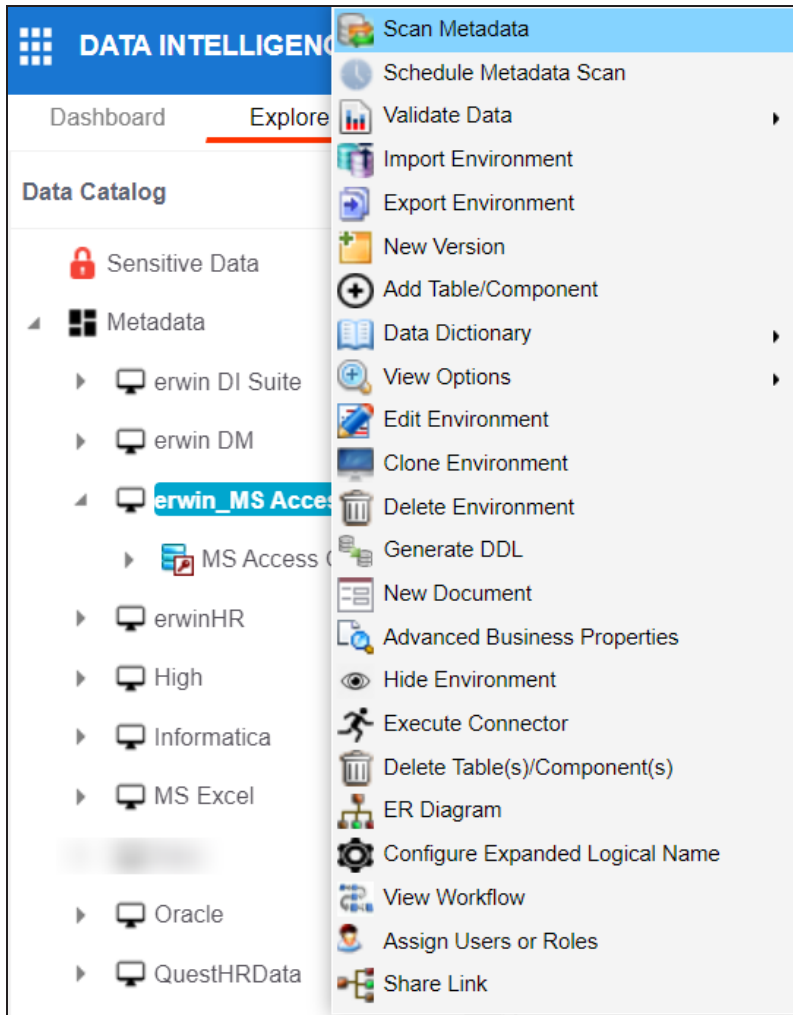 DATA INTELLIGENC
Dashboard
Explore
Data Catalog
Sensitive Data
Metadata
erwin DI Suite
erwin DM
erwin_MS Acces
MS Access
erwinHR
High
Informatica
MS Excel
Oracle
QuestHRData
Scan Metadata
Schedule Metadata Scan
Validate Data
Import Environment
Export Environment
New Version
Add Table/Component
Data Dictionary
View Options
Edit Environment
Clone Environment
Delete Environment
Generate DDL
New Document
Advanced Business Properties
Hide Environment
Execute Connector
Delete Table(s)/Component(s)
ER Diagram
Configure Expanded Logical Name
View Workflow
Assign Users or Roles
Share Link